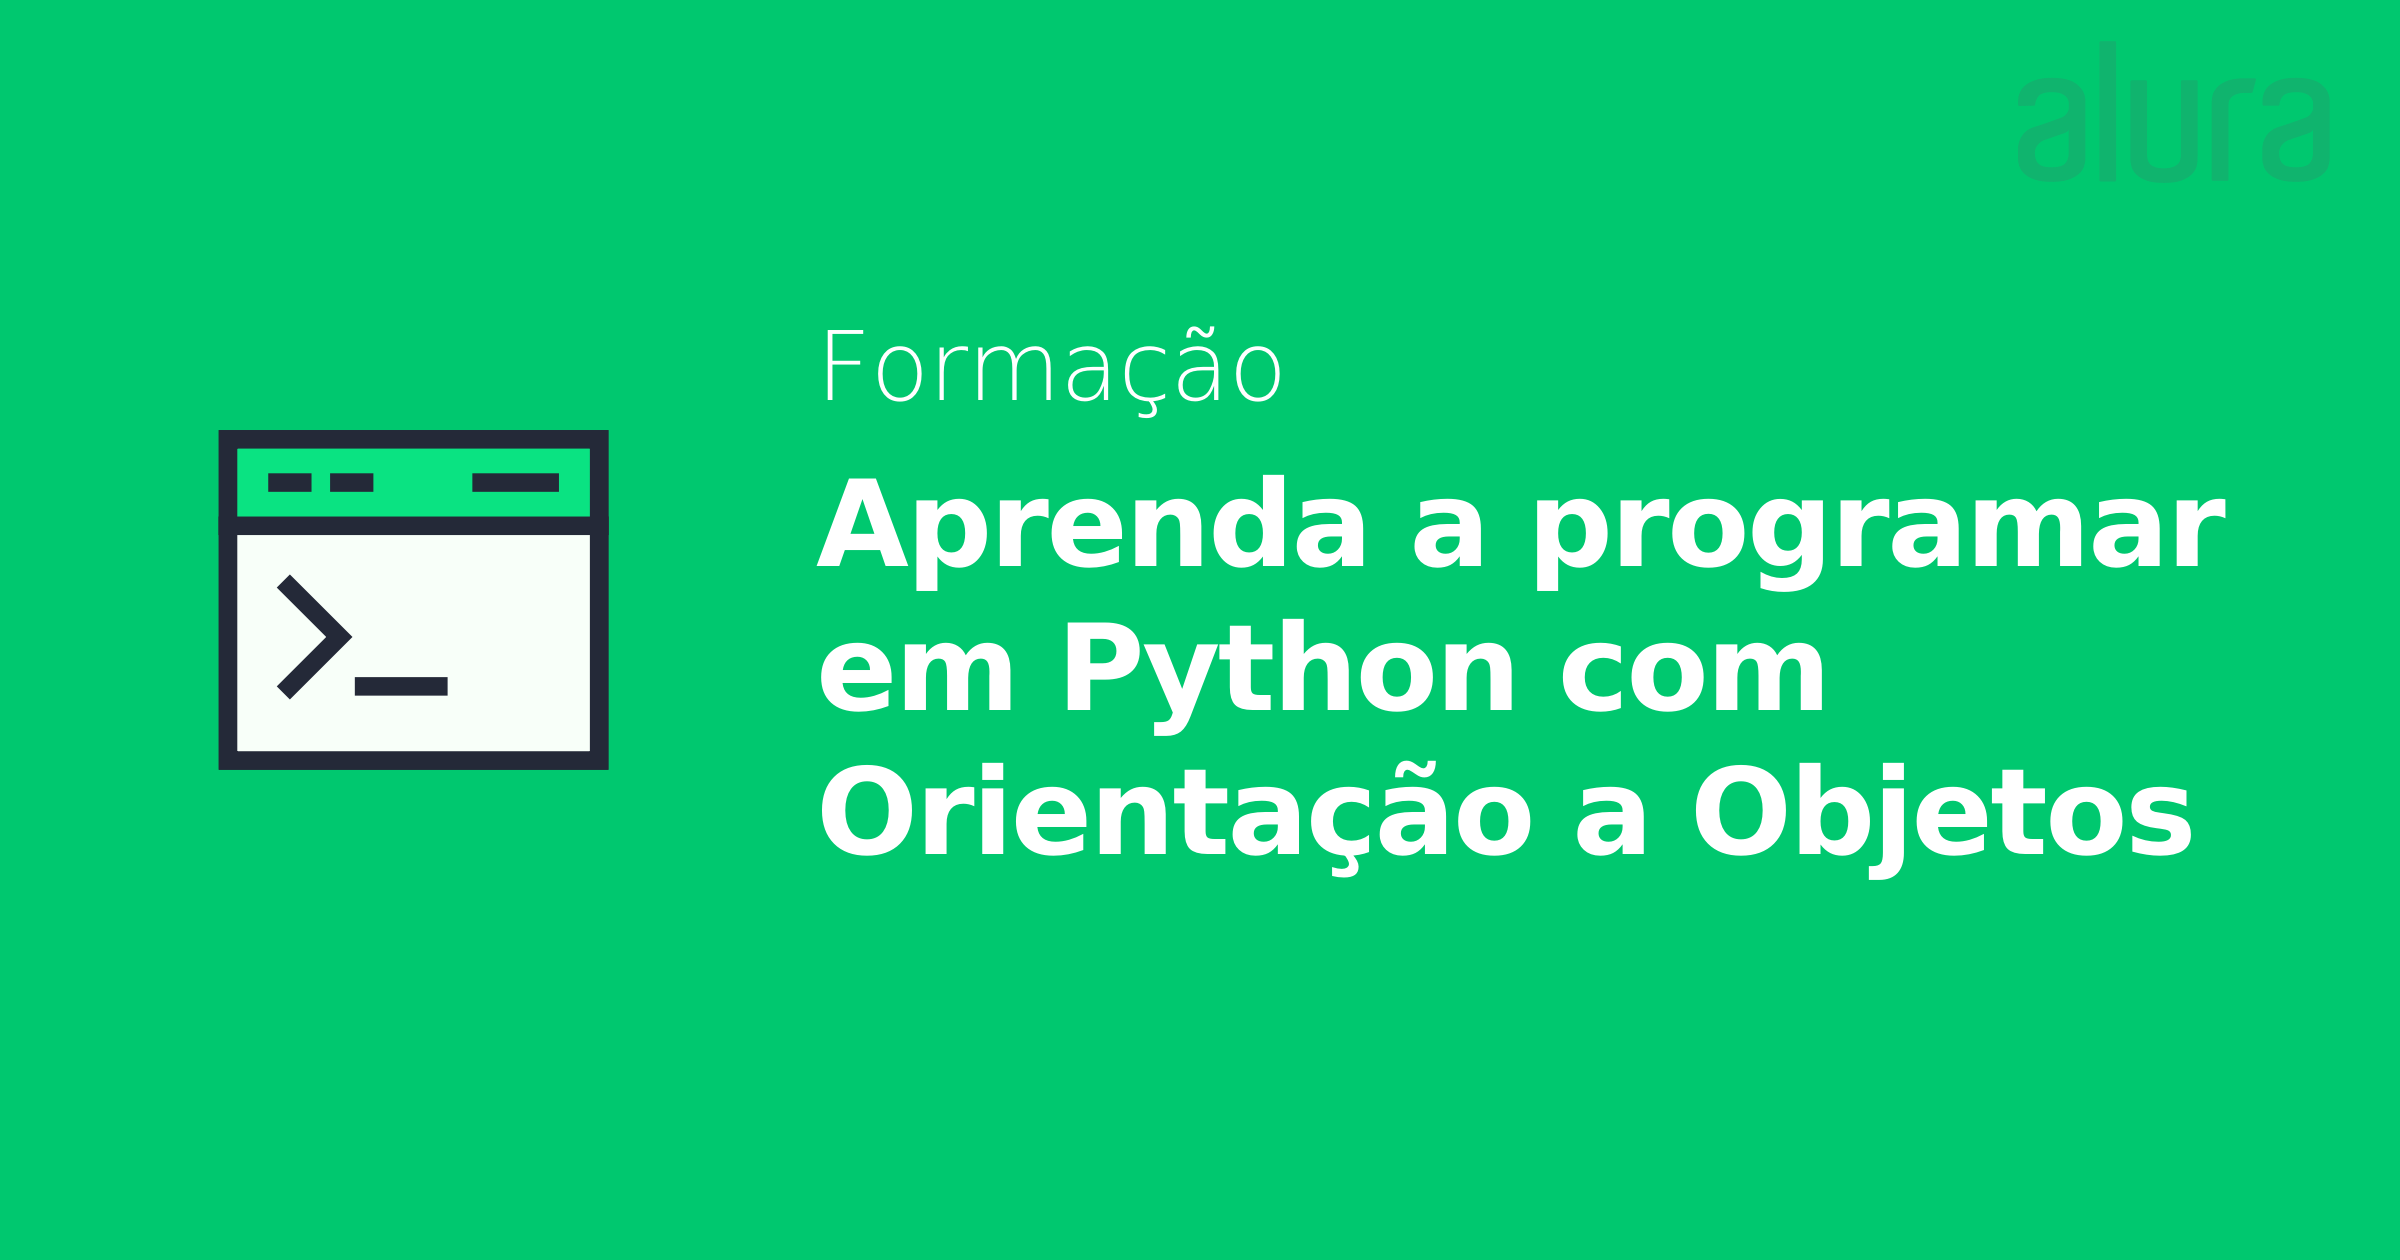 alura
Formação
Aprenda a programar
em Python com
Orientação a Objetos